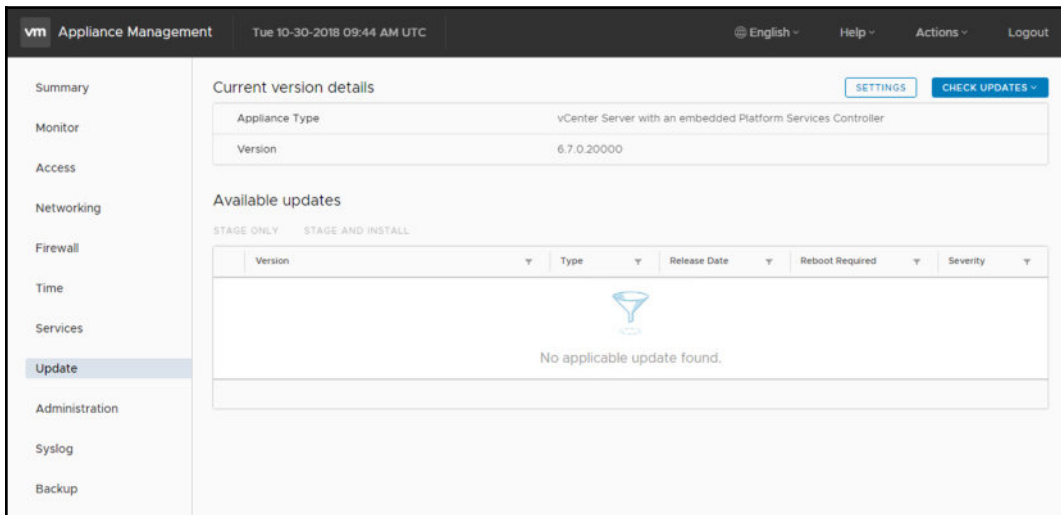 vm Appliance Management Tue 10-30-2018 09:44 AM UTC English Help Actions Logout
Summary
Monitor
Access
Networking
Firewall
Time
Services
Update
Administration
Syslog
Backup
Current version details SETTINGS CHECK UPDATES
Appliance Type vCenter Server with an embedded Platform Services Controller
Version 6.7.0.20000
Available updates
STAGE ONLY STAGE AND INSTALL
Version Type Release Date Reboot Required Severity
No applicable update found.